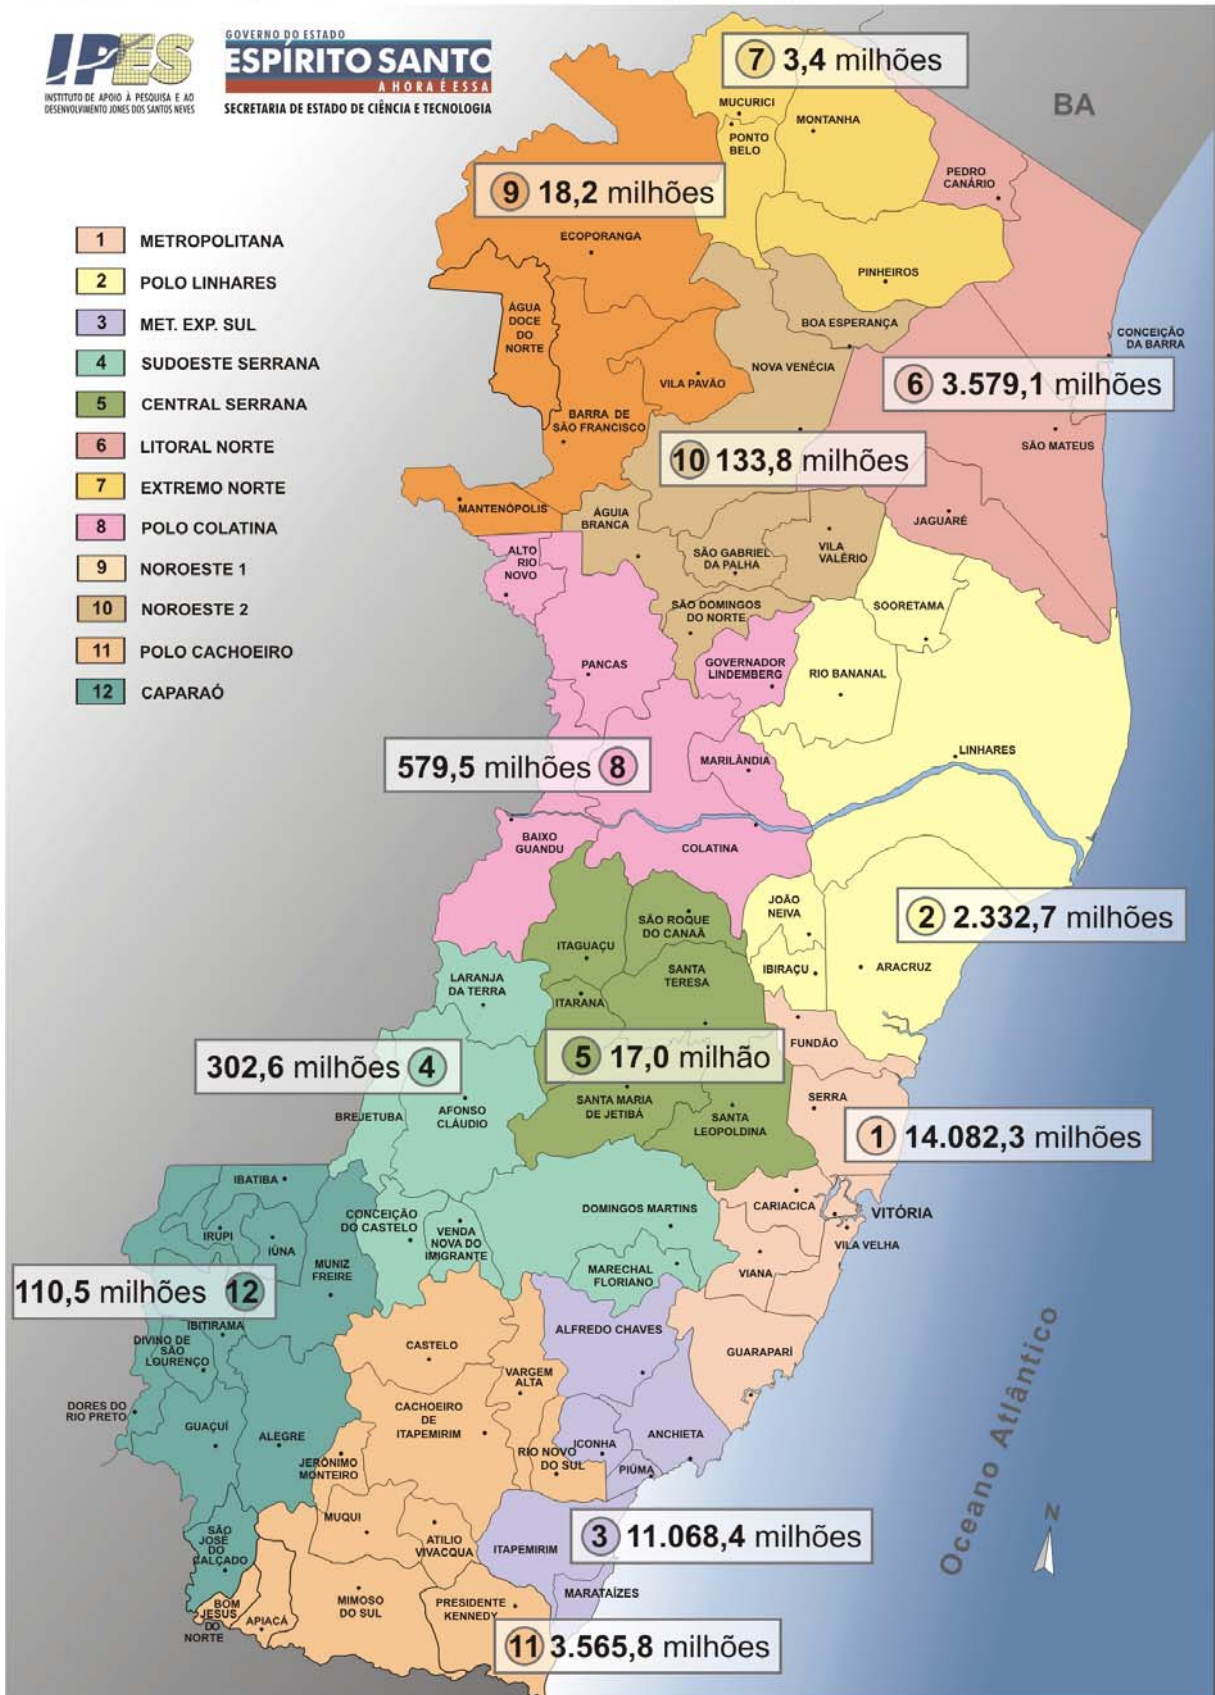 IPES
INSTITUTO DE APOIO À PESQUISA E AO
DESENVOLVIMENTO JONES DOS SANTOS NEVES
GOVERNO DO ESTADO
ESPÍRITO SANTO
A HORA É ESSA
SECRETARIA DE ESTADO DE CIÊNCIA E TECNOLOGIA
1 METROPOLITANA
2 POLO LINHARES
3 MET. EXP. SUL
4 SUDOESTE SERRANA
5 CENTRAL SERRANA
6 LITORAL NORTE
7 EXTREMO NORTE
8 POLO COLATINA
9 NOROESTE 1
10 NOROESTE 2
11 POLO CACHOEIRO
12 CAPARAÓ
7 3,4 milhões
BA
MUCURICI
MONTANHA
PONTO
BELO
PEDRO
CANÁRIO
9 18,2 milhões
ECOPORANGA
PINHEIROS
ÁGUA
DOCE
DO
NORTE
BOA ESPERANÇA
CONCEIÇÃO
DA BARRA
NOVA VENÉCIA
VILA PAVÃO
6 3.579,1 milhões
BARRA DE
SÃO FRANCISCO
SÃO MATEUS
10 133,8 milhões
MANTENÓPOLIS
ÁGUIA
BRANCA
JAGUARÉ
ALTO
RIO
NOVO
SÃO GABRIEL
DA PALHA
VILA
VALÉRIO
SÃO DOMINGOS
DO NORTE
SOORETAMA
PANCAS
GOVERNADOR
LINDEMBERG
RIO BANANAL
579,5 milhões 8
MARILÂNDIA
LINHARES
BAIXO
GUANDU
COLATINA
JOÃO
NEIVA
2 2.332,7 milhões
SÃO ROQUE
DO CANAÃ
ITAGUAÇU
IBIRAÇU
ARACRUZ
LARANJA
DA TERRA
SANTA
TERESA
ITARANA
FUNDÃO
302,6 milhões 4
5 17,0 milhão
BREJETUBA
AFONSO
CLÁUDIO
SANTA MARIA
DE JETIBÁ
SANTA
LEOPOLDINA
SERRA
1 14.082,3 milhões
IBATIBA
CONCEIÇÃO
DO CASTELO
DOMINGOS MARTINS
CARIACICA
VITÓRIA
IRUPI
IÚNA
VENDA
NOVA DO
IMIGRANTE
VILA VELHA
MUNIZ
FREIRE
MARECHAL
FLORIANO
VIANA
110,5 milhões 12
IBITIRAMA
DIVINO DE
SÃO
LOURENÇO
CASTELO
ALFREDO CHAVES
GUARAPARÍ
VARGEM
ALTA
DORES DO
RIO PRETO
GUAÇUÍ
ALEGRE
CACHOEIRO
DE
ITAPEMIRIM
ICONHA
ANCHIETA
JERÔNIMO
MONTEIRO
RIO NOVO
DO SUL
PIÚMA
Oceano Atlântico
N
SÃO
JOSÉ
DO
CALÇADO
MUQUI
ATILIO
VIVACQUA
ITAPEMIRIM
3 11.068,4 milhões
MARATAÍZES
BOM
JESUS
DO
NORTE
APIACÁ
MIMOSO
DO SUL
PRESIDENTE
KENNEDY
11 3.565,8 milhões